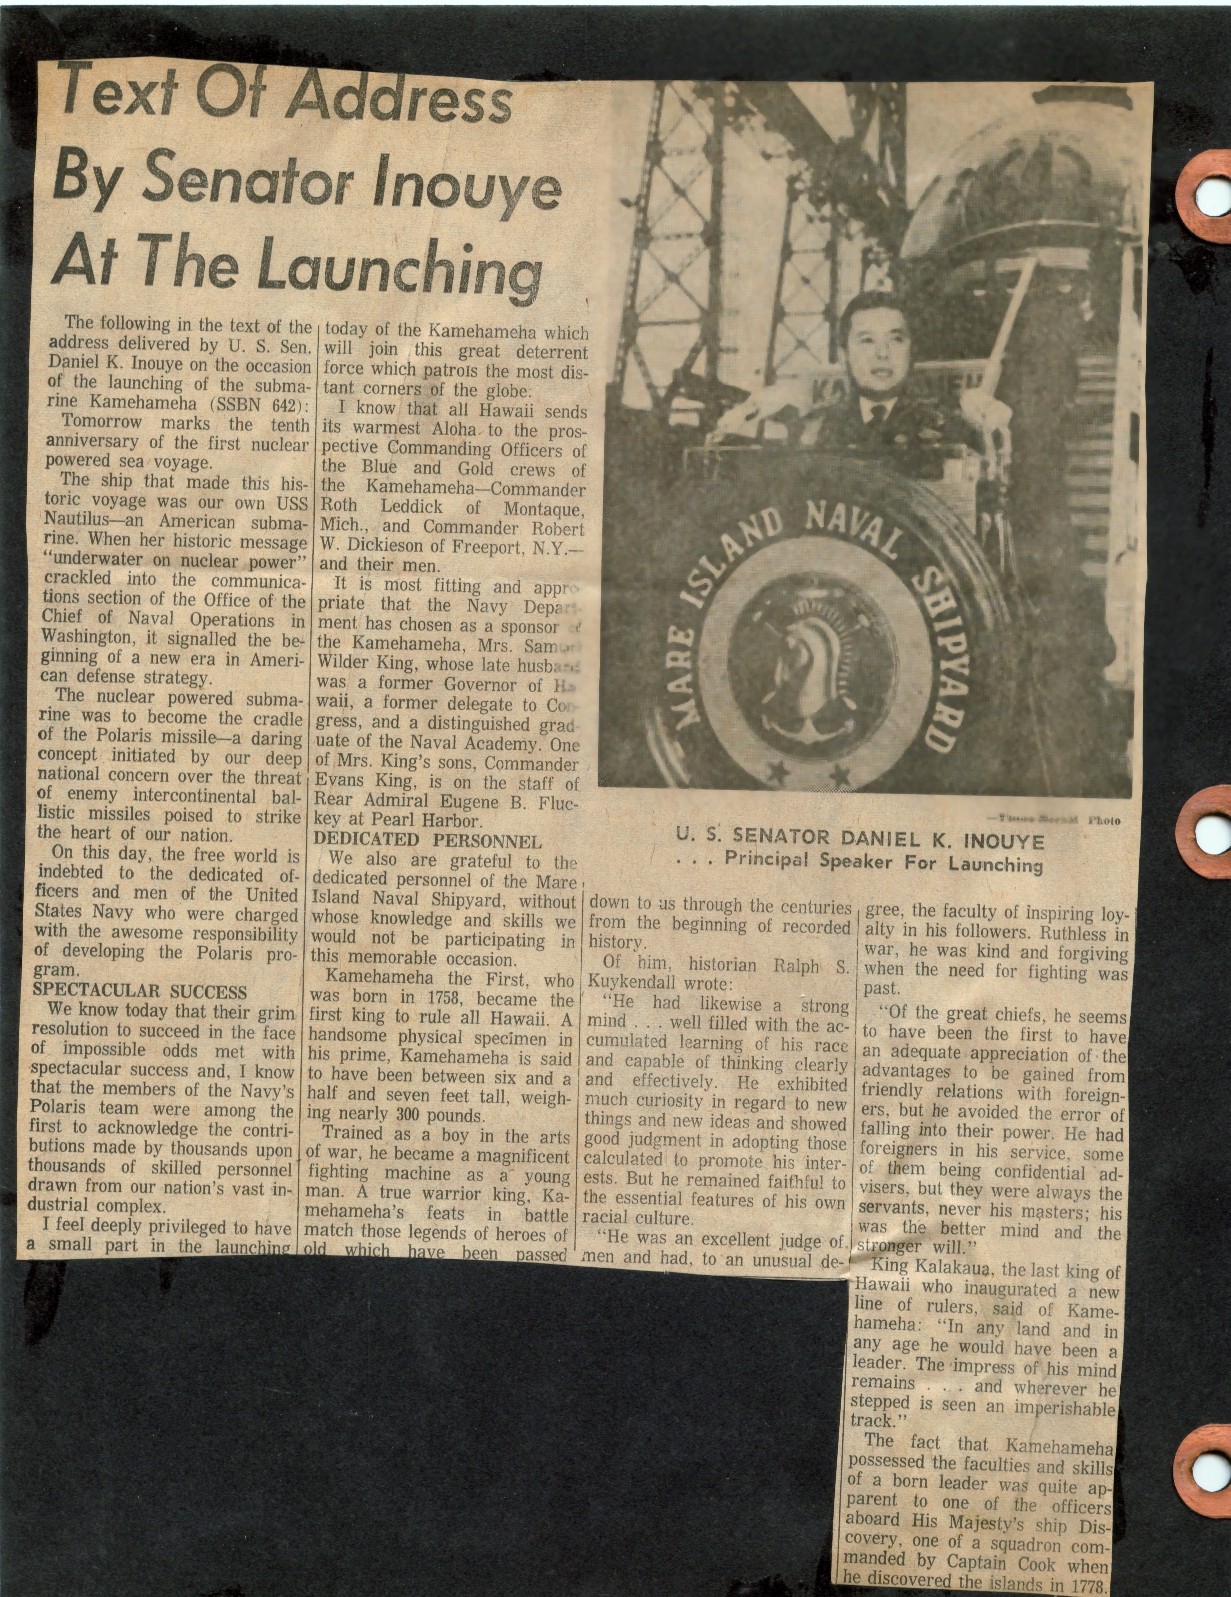 Text Of Address
By Senator Inouye
At The Launching
The following in the text of the
address delivered by U. S. Sen.
Daniel K. Inouye on the occasion
of the launching of the subma-
rine Kamehameha (SSBN 642):
Tomorrow marks the tenth
anniversary of the first nuclear
powered sea voyage.
The ship that made this his-
toric voyage was our own USS
Nautilus—an American subma-
rine. When her historic message
"underwater on nuclear power"
crackled into the communica-
tions section of the Office of the
Chief of Naval Operations in
Washington, it signalled the be-
ginning of a new era in Ameri-
can defense strategy.
The nuclear powered subma-
rine was to become the cradle
of the Polaris missile—a daring
concept initiated by our deep
national concern over the threat
of enemy intercontinental bal-
listic missiles poised to strike
the heart of our nation.
On this day, the free world is
indebted to the dedicated of-
ficers and men of the United
States Navy who were charged
with the awesome responsibility
of developing the Polaris pro-
gram.
SPECTACULAR SUCCESS
We know today that their grim
resolution to succeed in the face
of impossible odds met with
spectacular success and, I know
that the members of the Navy's
Polaris team were among the
first to acknowledge the contri-
butions made by thousands upon
thousands of skilled personnel
drawn from our nation's vast in-
dustrial complex.
I feel deeply privileged to have
a small part in the launching
today of the Kamehameha which
will join this great deterrent
force which patrols the most dis-
tant corners of the globe:
I know that all Hawaii sends
its warmest Aloha to the pros-
pective Commanding Officers of
the Blue and Gold crews of
the Kamehameha—Commander
Roth Leddick of Montaque,
Mich., and Commander Robert
W. Dickieson of Freeport, N.Y.—
and their men.
It is most fitting and appro-
priate that the Navy Depart-
ment has chosen as a sponsor of
the Kamehameha, Mrs. Samuel
Wilder King, whose late husband
was a former Governor of Ha-
waii, a former delegate to Con-
gress, and a distinguished grad-
uate of the Naval Academy. One
of Mrs. King's sons, Commander
Evans King, is on the staff of
Rear Admiral Eugene B. Fluc-
key at Pearl Harbor.
DEDICATED PERSONNEL
We also are grateful to the
dedicated personnel of the Mare
Island Naval Shipyard, without
whose knowledge and skills we
would not be participating in
this memorable occasion.
Kamehameha the First, who
was born in 1758, became the
first king to rule all Hawaii. A
handsome physical specimen in
his prime, Kamehameha is said
to have been between six and a
half and seven feet tall, weigh-
ing nearly 300 pounds.
Trained as a boy in the arts
of war, he became a magnificent
fighting machine as a young
man. A true warrior king, Ka-
mehameha's feats in battle
match those legends of heroes of
old which have been passed
MARE ISLAND NAVAL SHIPYARD
Photo
U. S. SENATOR DANIEL K. INOUYE
. . . Principal Speaker For Launching
down to us through the centuries
from the beginning of recorded
history.
Of him, historian Ralph S.
Kuykendall wrote:
"He had likewise a strong
mind . . . well filled with the ac-
cumulated learning of his race
and capable of thinking clearly
and effectively. He exhibited
much curiosity in regard to new
things and new ideas and showed
good judgment in adopting those
calculated to promote his inter-
ests. But he remained faithful to
the essential features of his own
racial culture.
"He was an excellent judge of
men and had, to an unusual de-
gree, the faculty of inspiring loy-
alty in his followers. Ruthless in
war, he was kind and forgiving
when the need for fighting was
past.
"Of the great chiefs, he seems
to have been the first to have
an adequate appreciation of the
advantages to be gained from
friendly relations with foreign-
ers, but he avoided the error of
falling into their power. He had
foreigners in his service, some
of them being confidential ad-
visers, but they were always the
servants, never his masters; his
was the better mind and the
stronger will."
King Kalakaua, the last king of
Hawaii who inaugurated a new
line of rulers, said of Kame-
hameha: "In any land and in
any age he would have been a
leader. The impress of his mind
remains . . . and wherever he
stepped is seen an imperishable
track."
The fact that Kamehameha
possessed the faculties and skills
of a born leader was quite ap-
parent to one of the officers
aboard His Majesty's ship Dis-
covery, one of a squadron com-
manded by Captain Cook when
he discovered the islands in 1778.